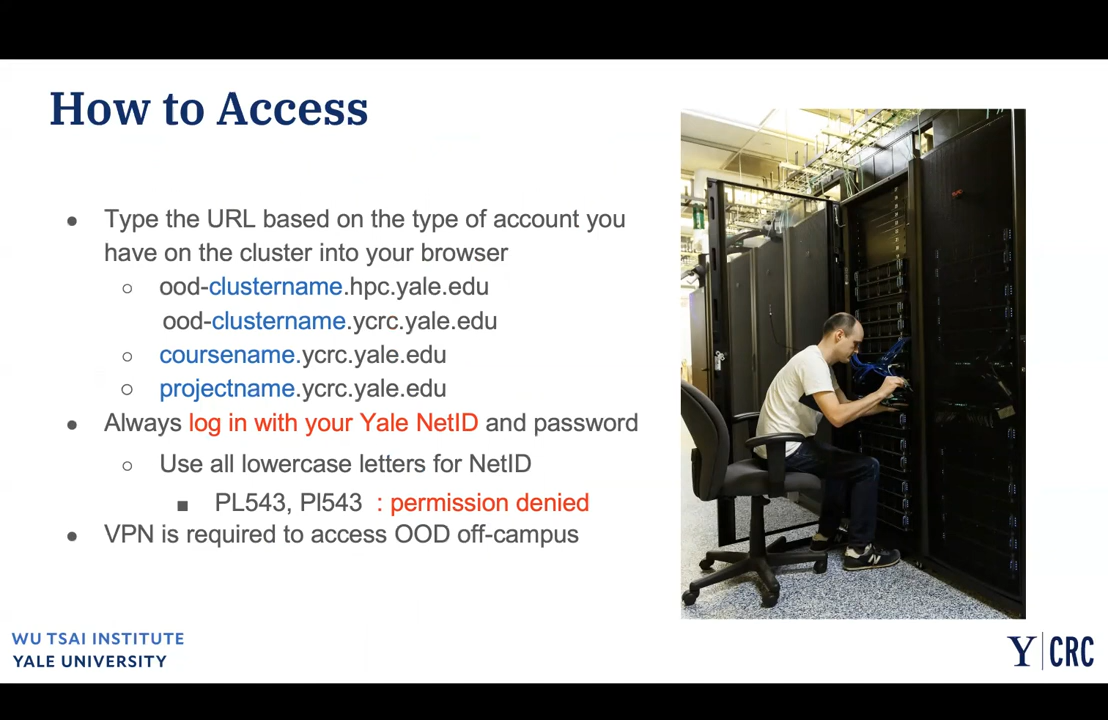 How to Access
● Type the URL based on the type of account you
have on the cluster into your browser
○ ood-clustername.hpc.yale.edu
ood-clustername.ycrc.yale.edu
○ coursename.ycrc.yale.edu
○ projectname.ycrc.yale.edu
● Always log in with your Yale NetID and password
○ Use all lowercase letters for NetID
■ PL543, Pl543 : permission denied
● VPN is required to access OOD off-campus
WU TSAI INSTITUTE
YALE UNIVERSITY
Y CRC